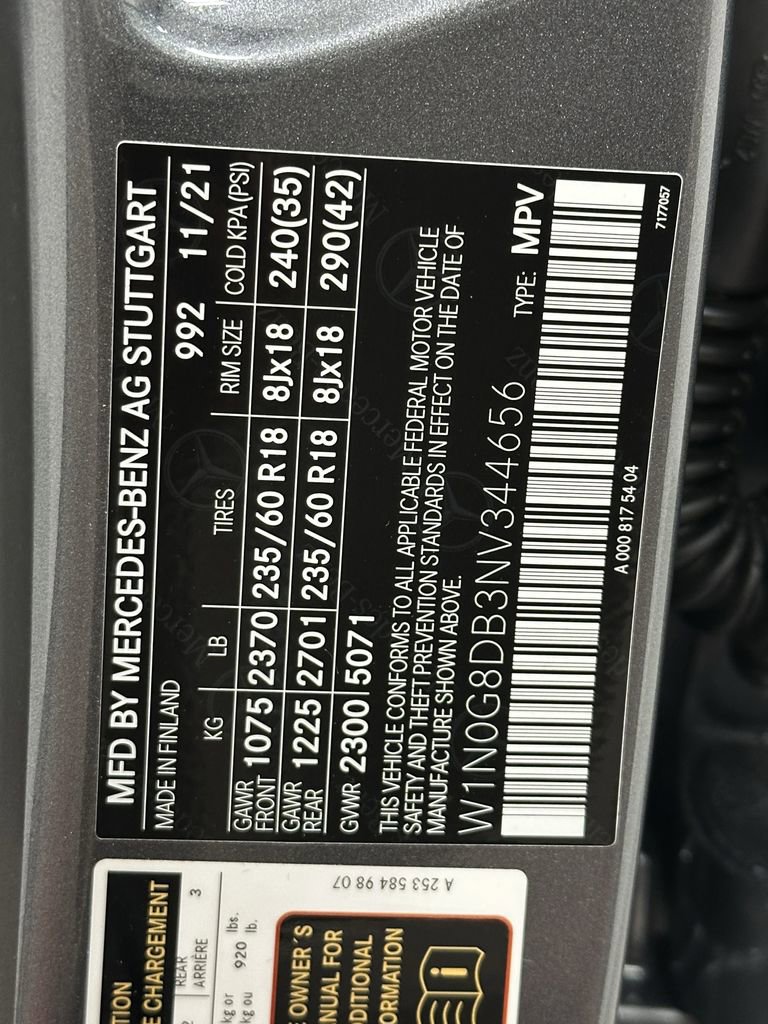 MFD BY MERCEDES-BENZ AG STUTTGART
MADE IN FINLAND 992 11/21
KG LB TIRES RIM SIZE COLD KPA(PSI)
GAWR FRONT 1075 2370 235/60 R18 8Jx18 240(35)
GAWR REAR 1225 2701 235/60 R18 8Jx18 290(42)
GVWR 2300 5071
THIS VEHICLE CONFORMS TO ALL APPLICABLE FEDERAL MOTOR VEHICLE
SAFETY AND THEFT PREVENTION STANDARDS IN EFFECT ON THE DATE OF
MANUFACTURE SHOWN ABOVE.
W1N0G8DB3NV344656 TYPE: MPV
A 000 817 54 04 7177057
A 253 584 98 07
E CHARGEMENT
REAR
ARRIÈRE 3
kg or 920 lbs.
kg ou lb.
OWNER'S
FOR